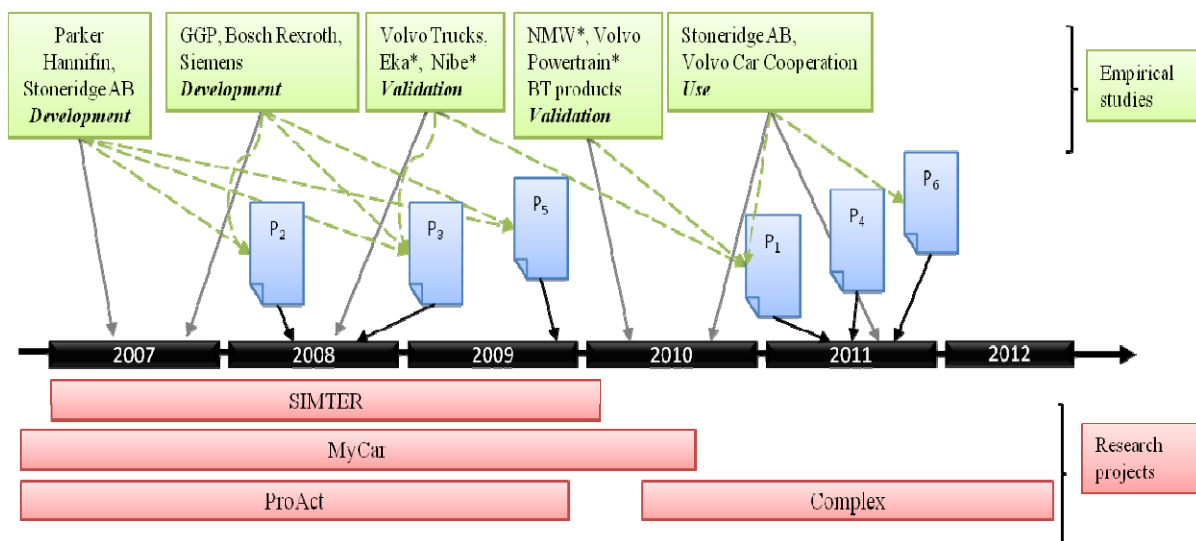 Parker
Hannifin,
Stoneridge AB
Development
GGP, Bosch Rexroth,
Siemens
Development
Volvo Trucks,
Eka*, Nibe*
Validation
NMW*, Volvo
Powertrain*
BT products
Validation
Stoneridge AB,
Volvo Car Cooperation
Use
Empirical
studies
P2
P3
P5
P1
P4
P6
2007
2008
2009
2010
2011
2012
SIMTER
MyCar
ProAct
Complex
Research
projects